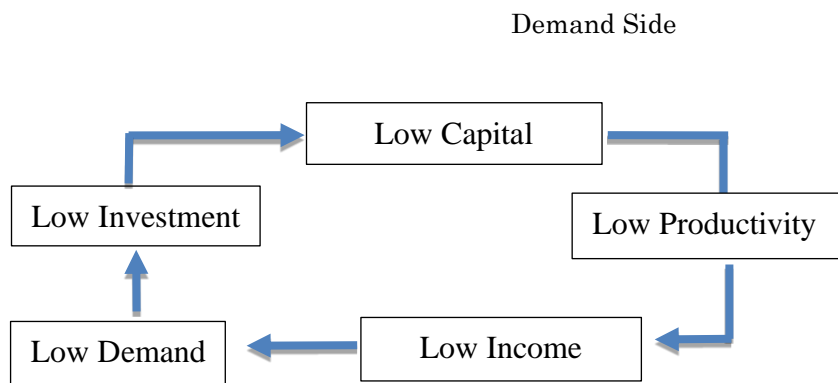 Demand Side
Low Capital
Low Investment
Low Productivity
Low Demand
Low Income